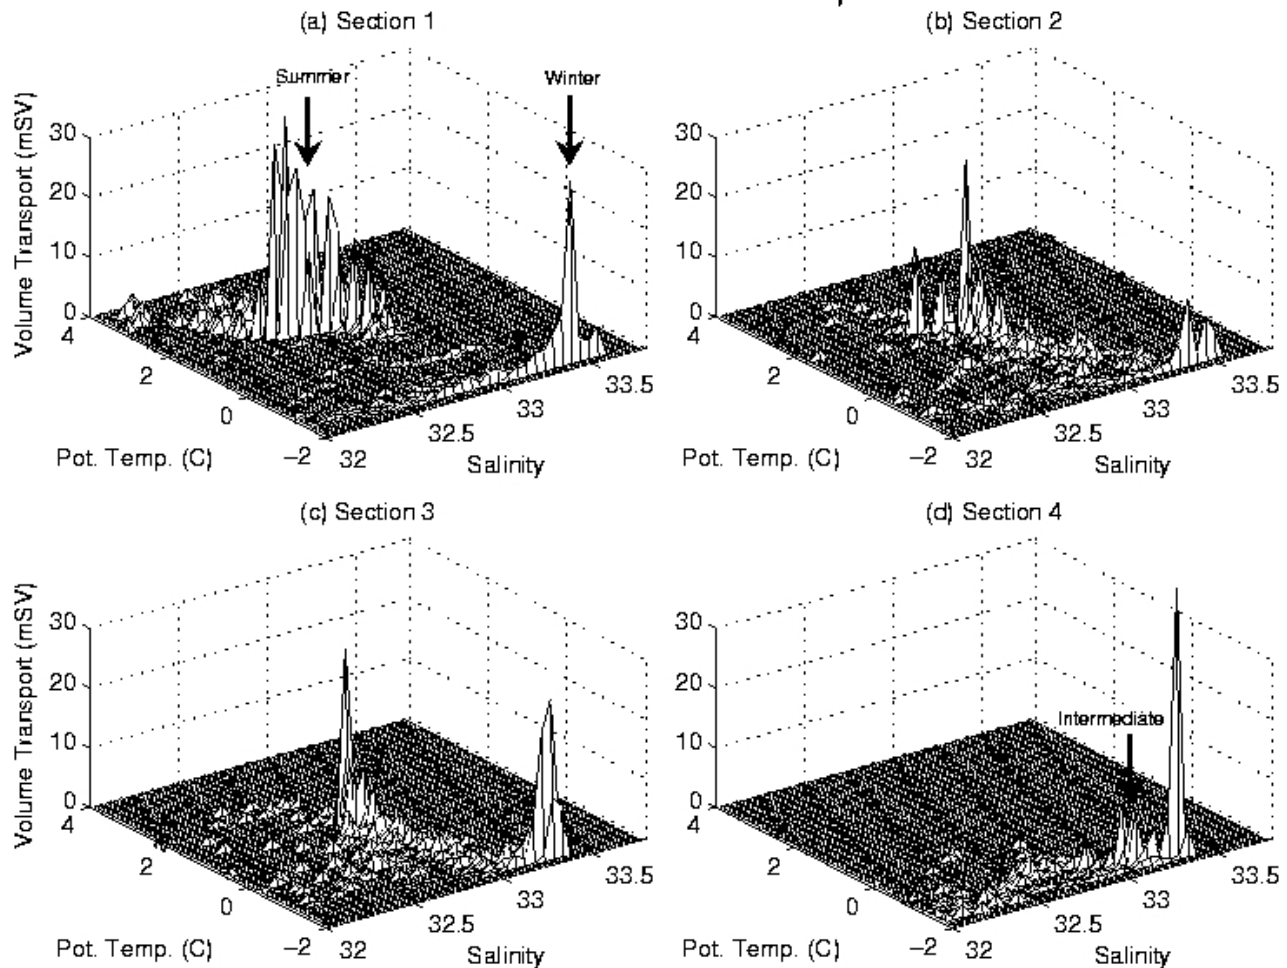 (a) Section 1
(b) Section 2
Summer
Winter
Volume Transport (mSV)
30
20
10
0
4
2
0
−2
Pot. Temp. (C)
32
32.5
33
33.5
Salinity
30
20
10
0
4
2
0
−2
Pot. Temp. (C)
32
32.5
33
33.5
Salinity
(c) Section 3
(d) Section 4
Volume Transport (mSV)
30
20
10
0
4
2
0
−2
Pot. Temp. (C)
32
32.5
33
33.5
Salinity
Intermediate
30
20
10
0
4
2
0
−2
Pot. Temp. (C)
32
32.5
33
33.5
Salinity